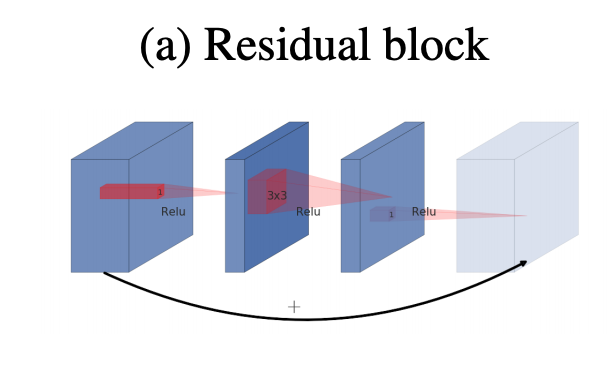 (a) Residual block
1
Relu
3x3
Relu
1
Relu
+